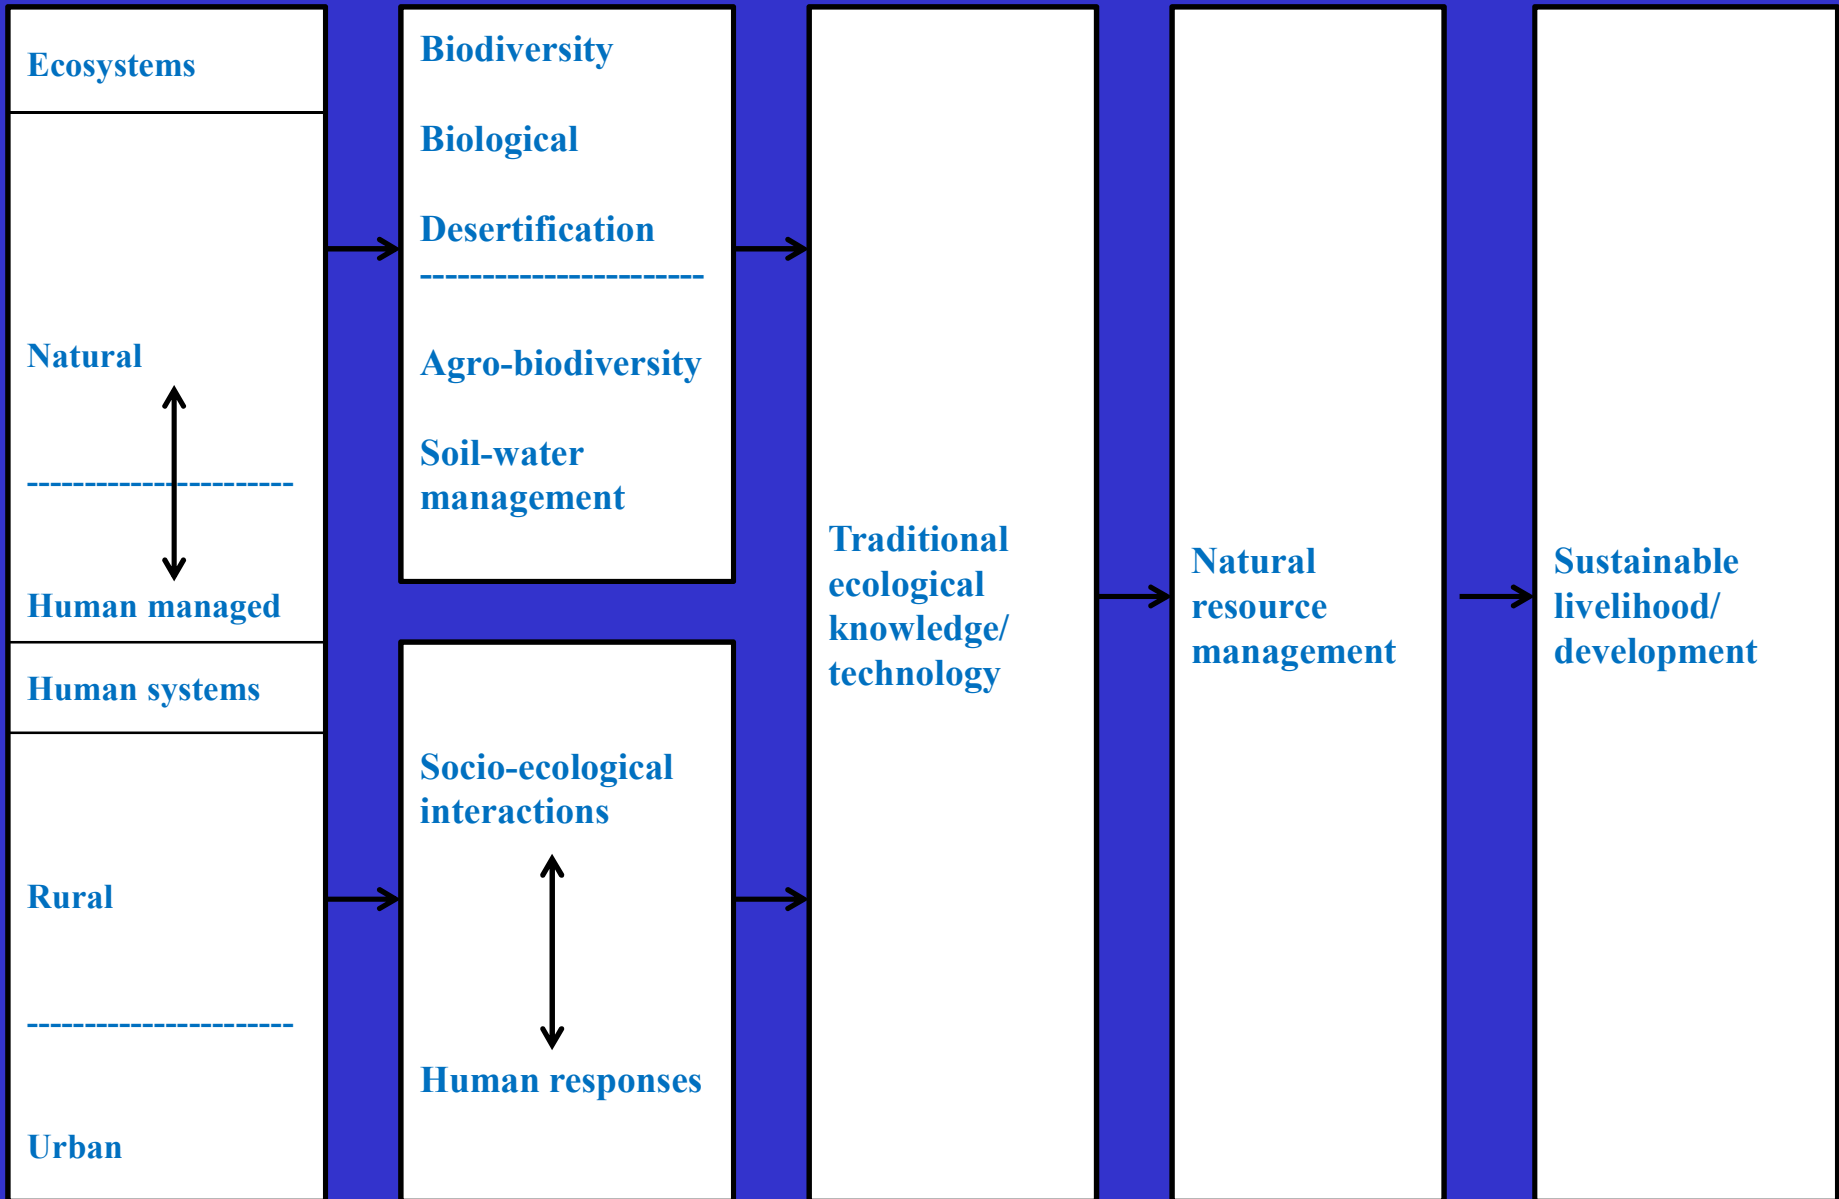 Ecosystems
Natural
-----------------------
Human managed
Human systems
Rural
-----------------------
Urban
Biodiversity
Biological
Desertification
-----------------------
Agro-biodiversity
Soil-water
management
Socio-ecological
interactions
Human responses
Traditional
ecological
knowledge/
technology
Natural
resource
management
Sustainable
livelihood/
development